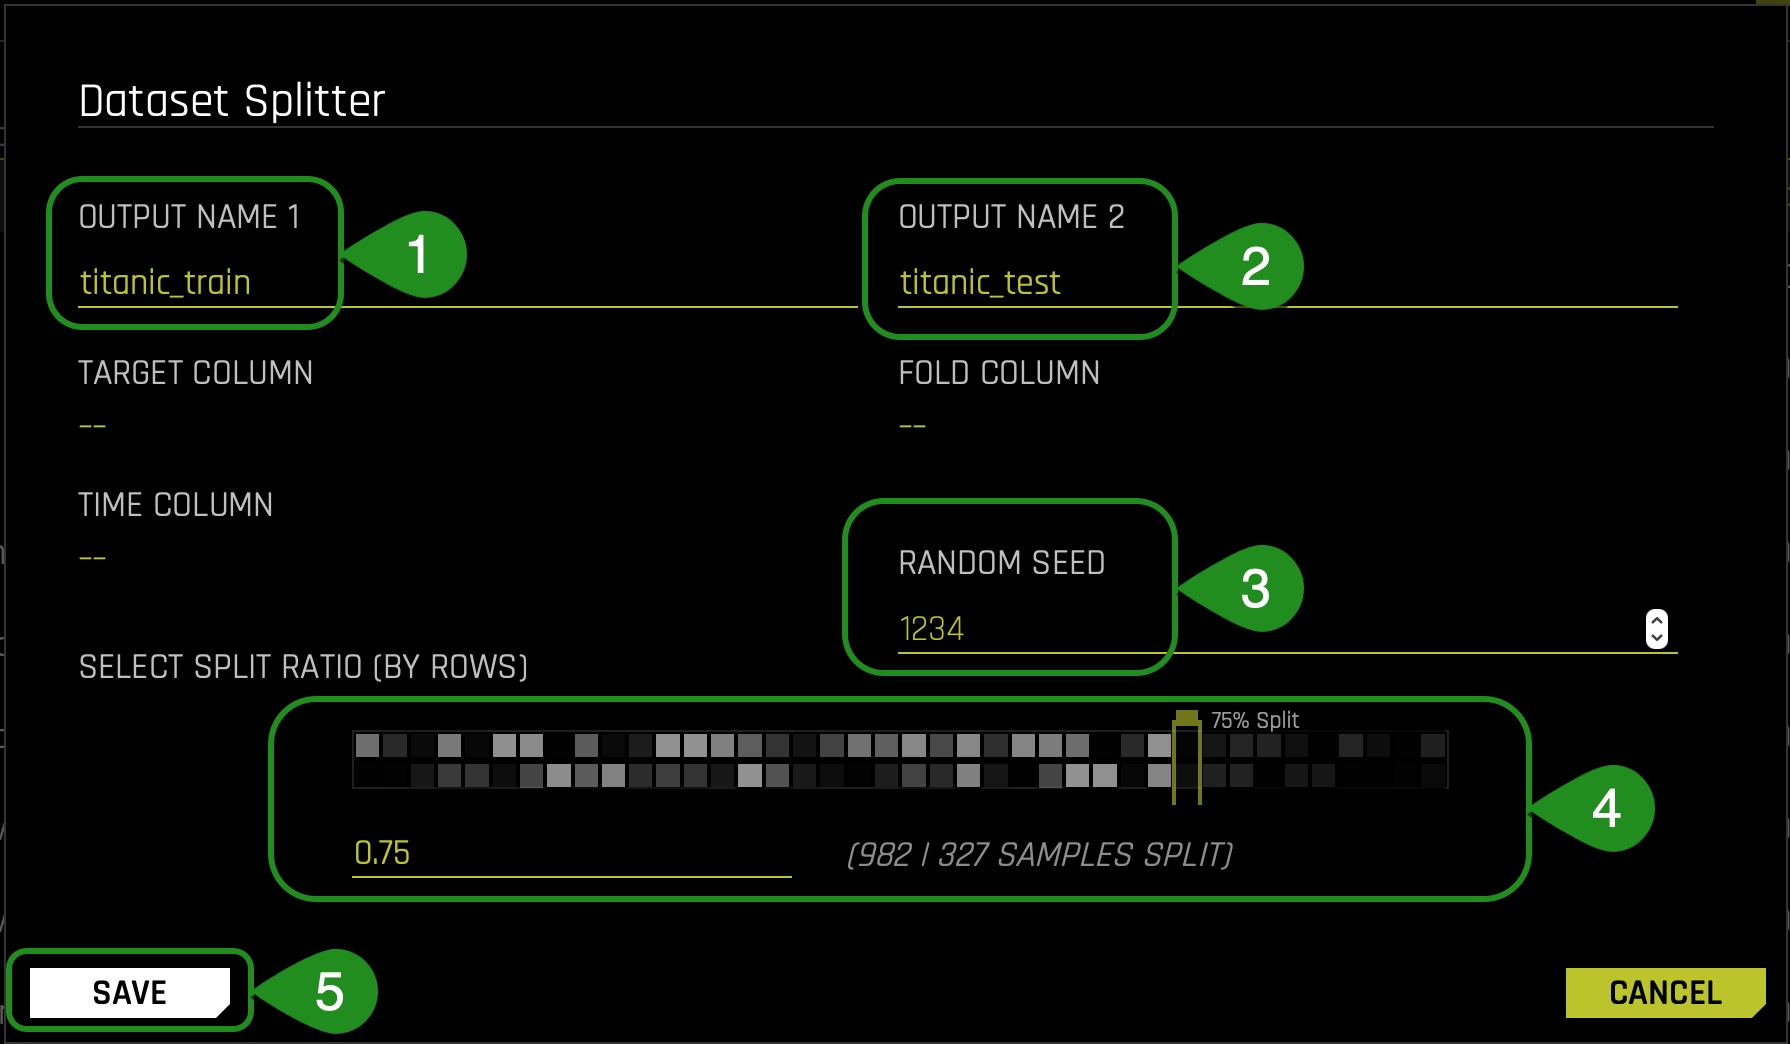 Dataset Splitter
OUTPUT NAME 1
titanic_train
1
OUTPUT NAME 2
titanic_test
2
TARGET COLUMN
--
FOLD COLUMN
--
TIME COLUMN
--
RANDOM SEED
1234
3
SELECT SPLIT RATIO (BY ROWS)
75% Split
0.75
(982 | 327 SAMPLES SPLIT)
4
SAVE
5
CANCEL